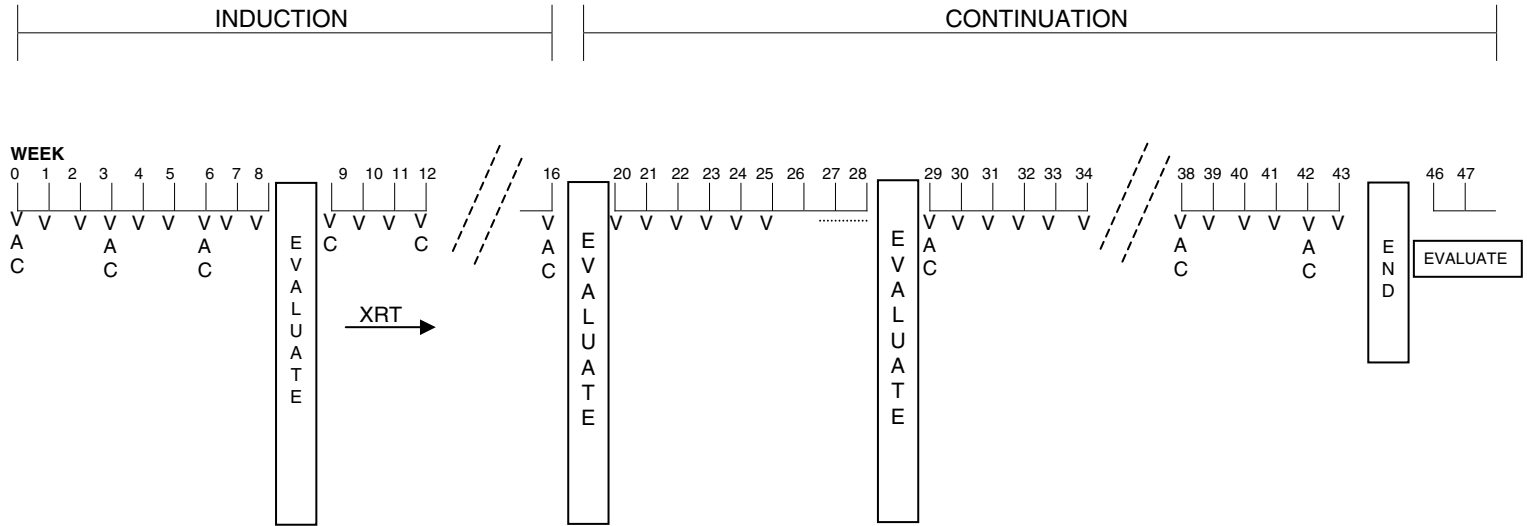 INDUCTION CONTINUATION
WEEK
0 1 2 3 4 5 6 7 8 9 10 11 12 16 20 21 22 23 24 25 26 27 28 29 30 31 32 33 34 38 39 40 41 42 43 46 47
V V V V V V V V V V V V V V V V V V V V V V V V V V V V V V V V
A A A C C A A A A
C C C C C C C
EVALUATE
XRT
EVALUATE
EVALUATE
END
EVALUATE